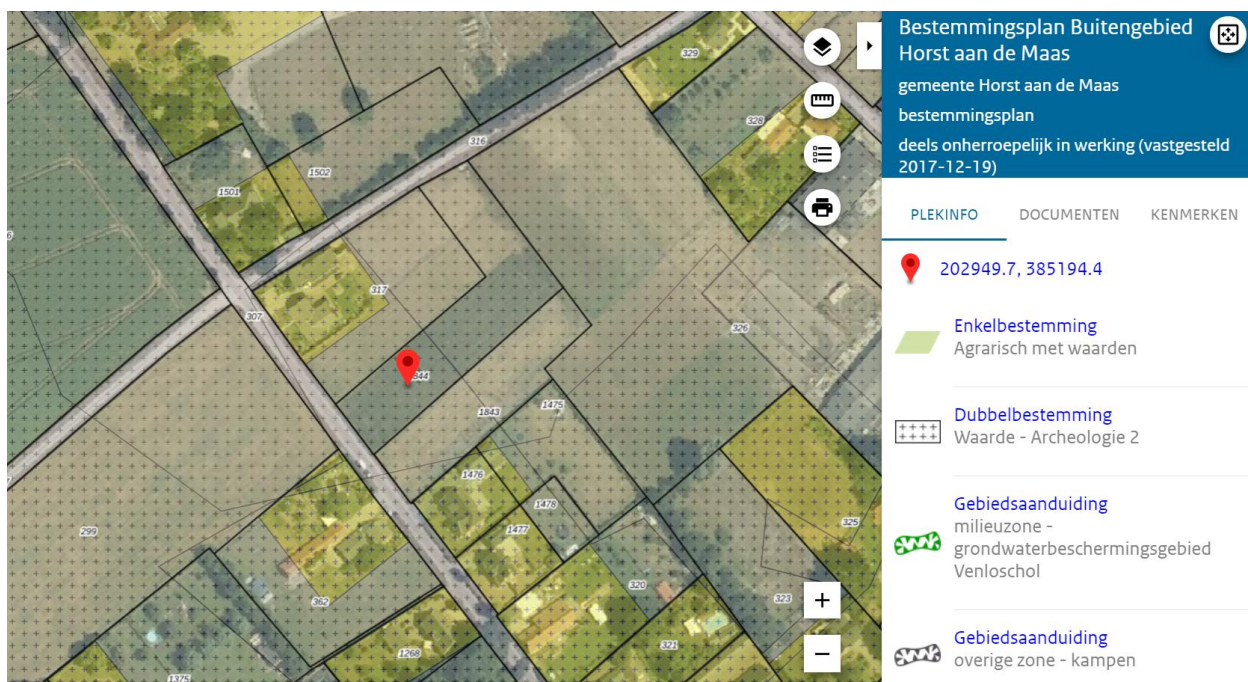 Bestemmingsplan Buitengebied
Horst aan de Maas
gemeente Horst aan de Maas
bestemmingsplan
deels onherroepelijk in werking (vastgesteld
2017-12-19)
PLEKINFO DOCUMENTEN KENMERKEN
202949.7, 385194.4
Enkelbestemming
Agrarisch met waarden
Dubbelbestemming
Waarde - Archeologie 2
Gebiedsaanduiding
milieuzone -
grondwaterbeschermingsgebied
Venloschol
Gebiedsaanduiding
overige zone - kampen
329
328
316
1502
1501
317
307
326
1843
1475
1476
1478
1477
299
325
320
323
362
321
1268
1375
+
−